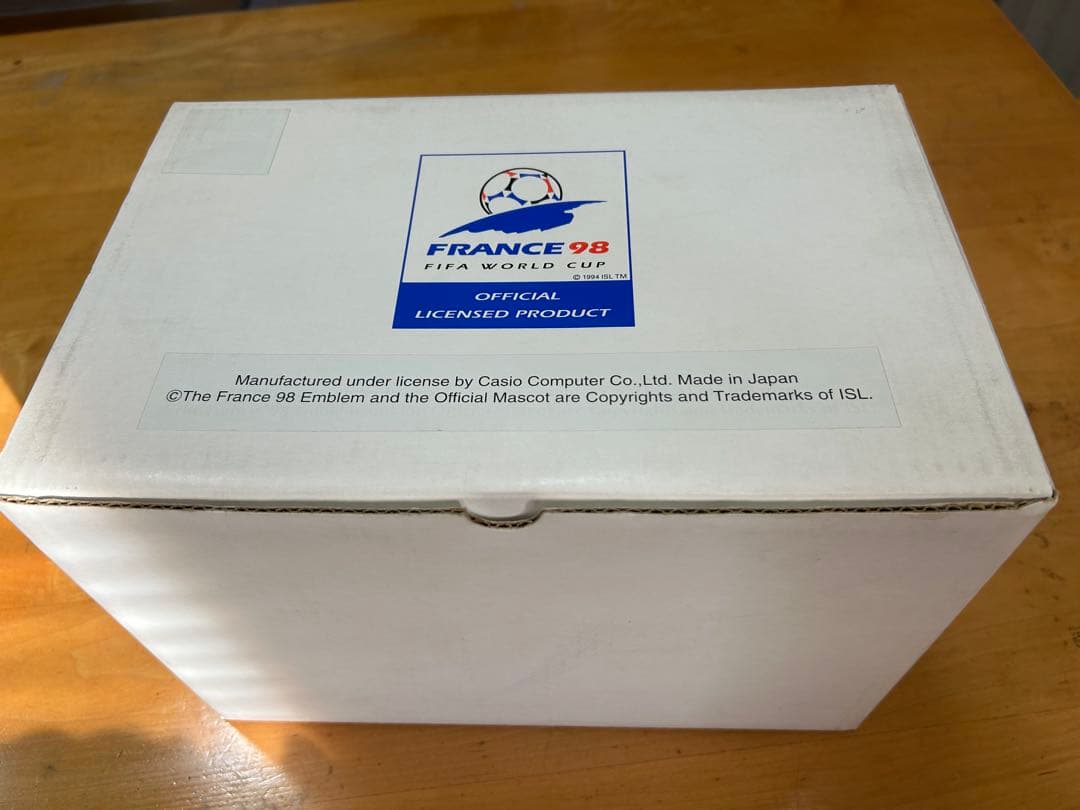 FRANCE 98
FIFA WORLD CUP
© 1994 ISL TM
OFFICIAL
LICENSED PRODUCT
Manufactured under license by Casio Computer Co.,Ltd. Made in Japan
©The France 98 Emblem and the Official Mascot are Copyrights and Trademarks of ISL.